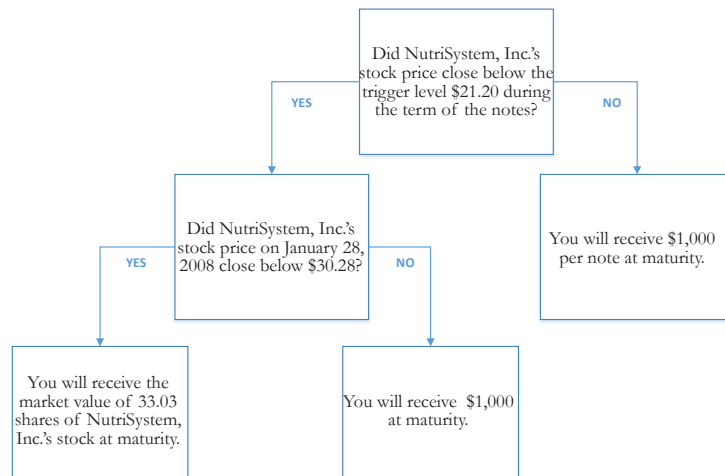 Did NutriSystem, Inc.'s
stock price close below the
trigger level $21.20 during
the term of the notes?
YES
NO
Did NutriSystem, Inc.'s
stock price on January 28,
2008 close below $30.28?
You will receive $1,000
per note at maturity.
YES
NO
You will receive the
market value of 33.03
shares of NutriSystem,
Inc.'s stock at maturity.
You will receive $1,000
at maturity.